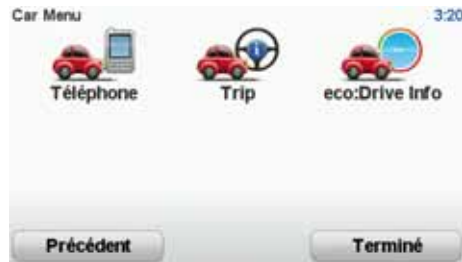 Car Menu 3:20
Téléphone Trip eco:Drive Info
Précédent Terminé